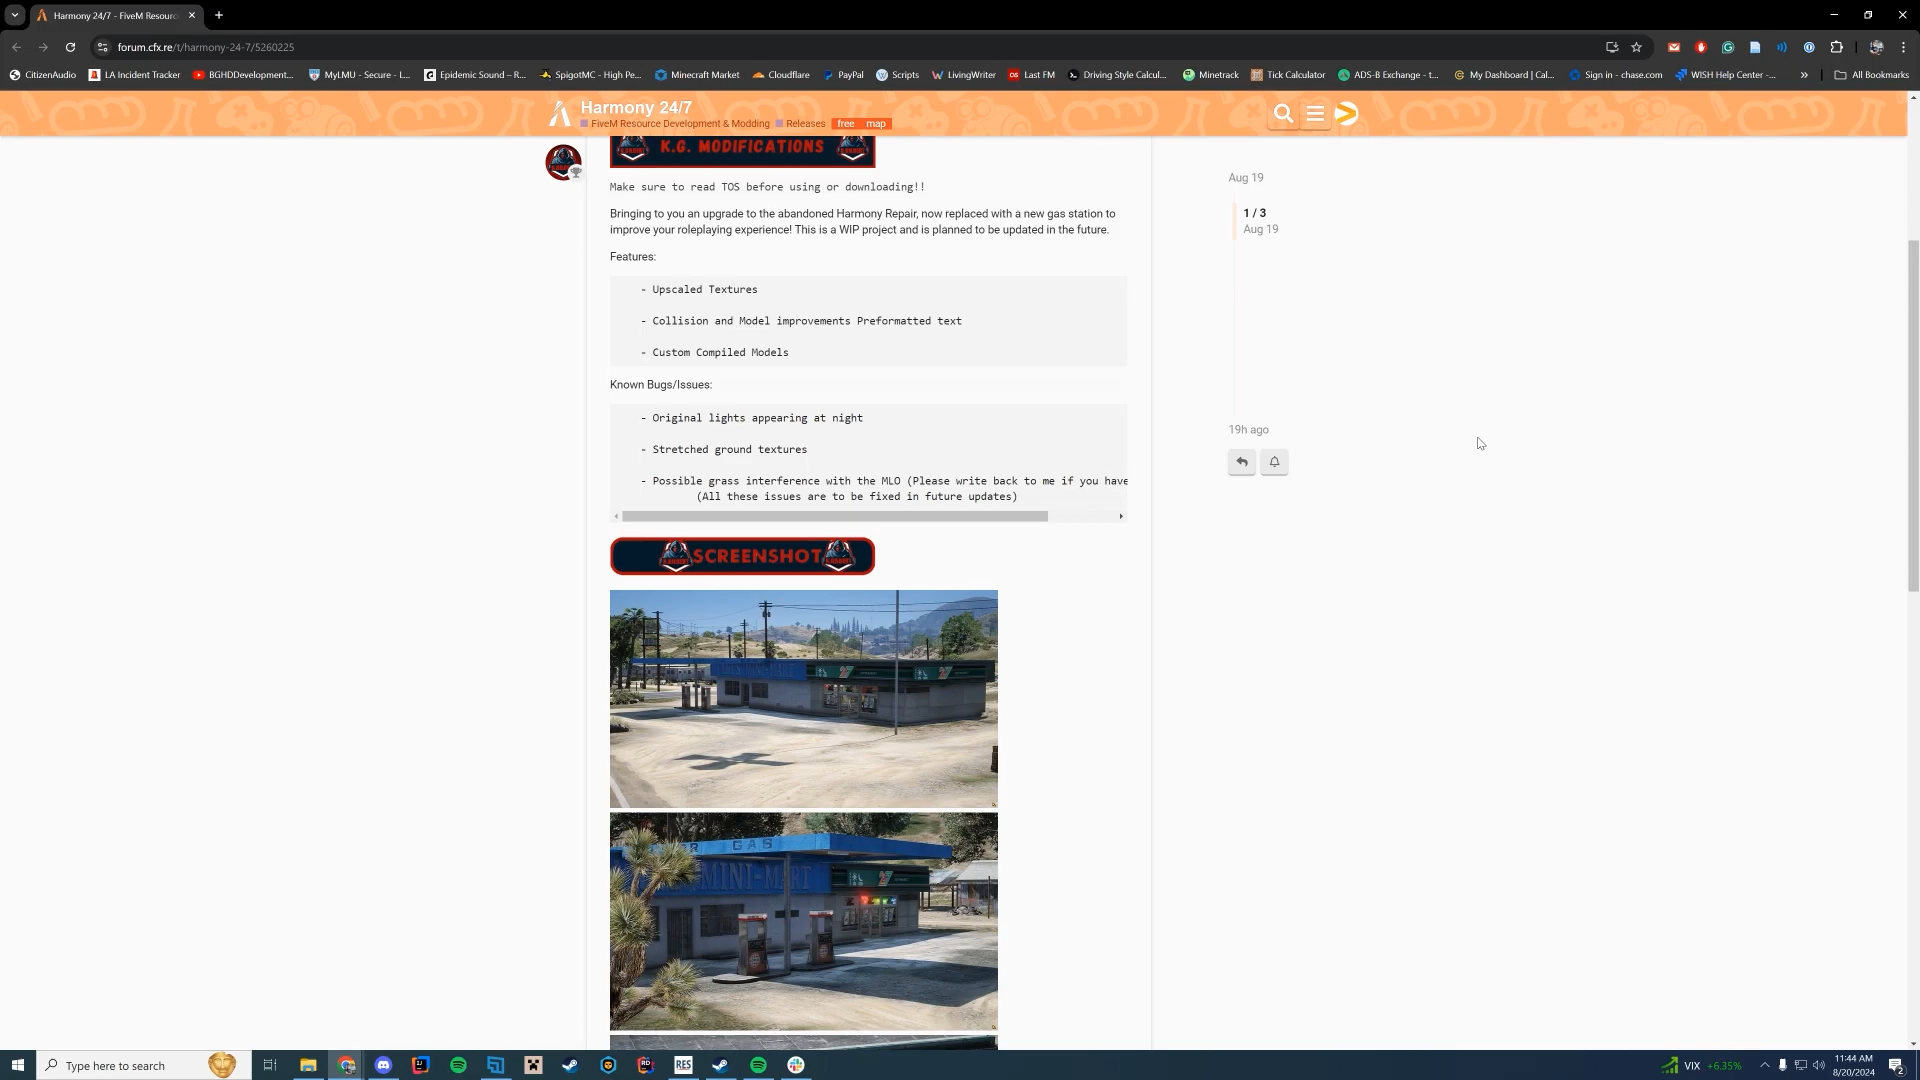 Harmony 24/7 - FiveM Resourc
forum.cfx.re/t/harmony-24-7/5260225
CitizenAudio
LA Incident Tracker
BGHDDevelopment...
MyLMU - Secure - L...
Epidemic Sound – R...
SpigotMC - High Pe...
Minecraft Market
Cloudflare
PayPal
Scripts
LivingWriter
Last FM
Driving Style Calcul...
Minetrack
Tick Calculator
ADS-B Exchange - t...
My Dashboard | Cal...
Sign in - chase.com
WISH Help Center -...
All Bookmarks
Harmony 24/7
FiveM Resource Development & Modding Releases free map
K.G. MODIFICATIONS
Make sure to read TOS before using or downloading!!
Bringing to you an upgrade to the abandoned Harmony Repair, now replaced with a new gas station to
improve your roleplaying experience! This is a WIP project and is planned to be updated in the future.
Features:
- Upscaled Textures
- Collision and Model improvements Preformatted text
- Custom Compiled Models
Known Bugs/Issues:
- Original lights appearing at night
- Stretched ground textures
- Possible grass interference with the MLO (Please write back to me if you have
(All these issues are to be fixed in future updates)
SCREENSHOT
GAS
MINI-MART
Aug 19
1 / 3
Aug 19
19h ago
Type here to search
RES
VIX +6.35%
11:44 AM
8/20/2024
2